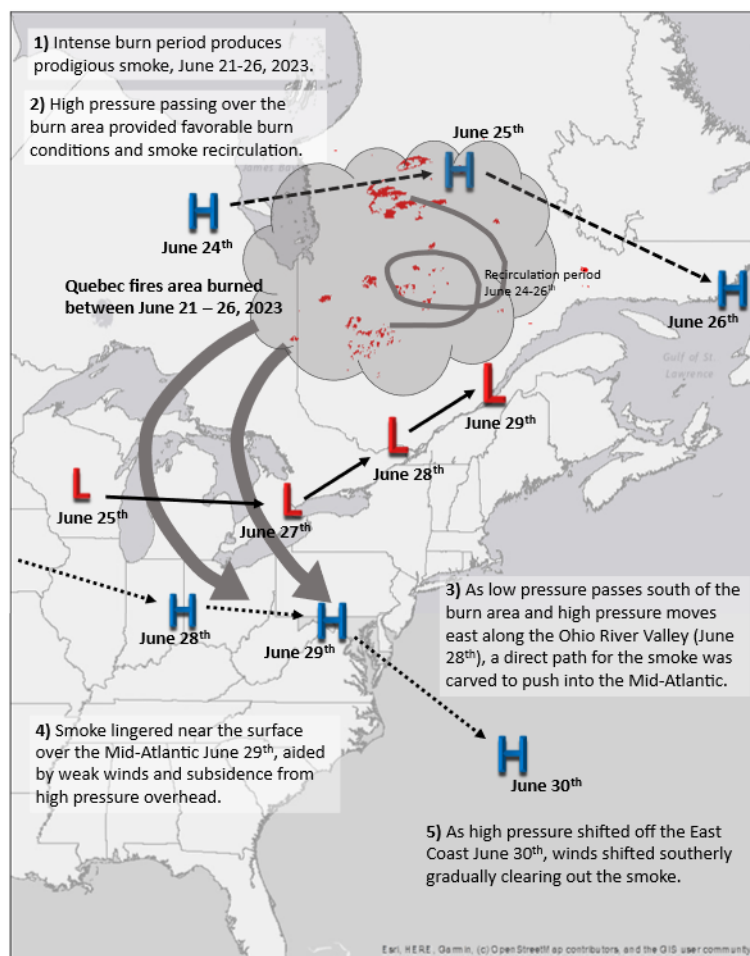 1) Intense burn period produces
prodigious smoke, June 21-26, 2023.
2) High pressure passing over the
burn area provided favorable burn
conditions and smoke recirculation.
June 25th
H
James Bay
H
June 24th
Quebec fires area burned
between June 21 – 26, 2023
Recirculation period
June 24-26th
H
June 26th
Gulf of St.
Lawrence
L
June 29th
L
June 28th
L
June 25th
L
June 27th
H
June 28th
H
June 29th
3) As low pressure passes south of the
burn area and high pressure moves
east along the Ohio River Valley (June
28th), a direct path for the smoke was
carved to push into the Mid-Atlantic.
4) Smoke lingered near the surface
over the Mid-Atlantic June 29th, aided
by weak winds and subsidence from
high pressure overhead.
H
June 30th
5) As high pressure shifted off the East
Coast June 30th, winds shifted southerly
gradually clearing out the smoke.
Esri, HERE, Garmin, (c) OpenStreetMap contributors, and the GIS user community